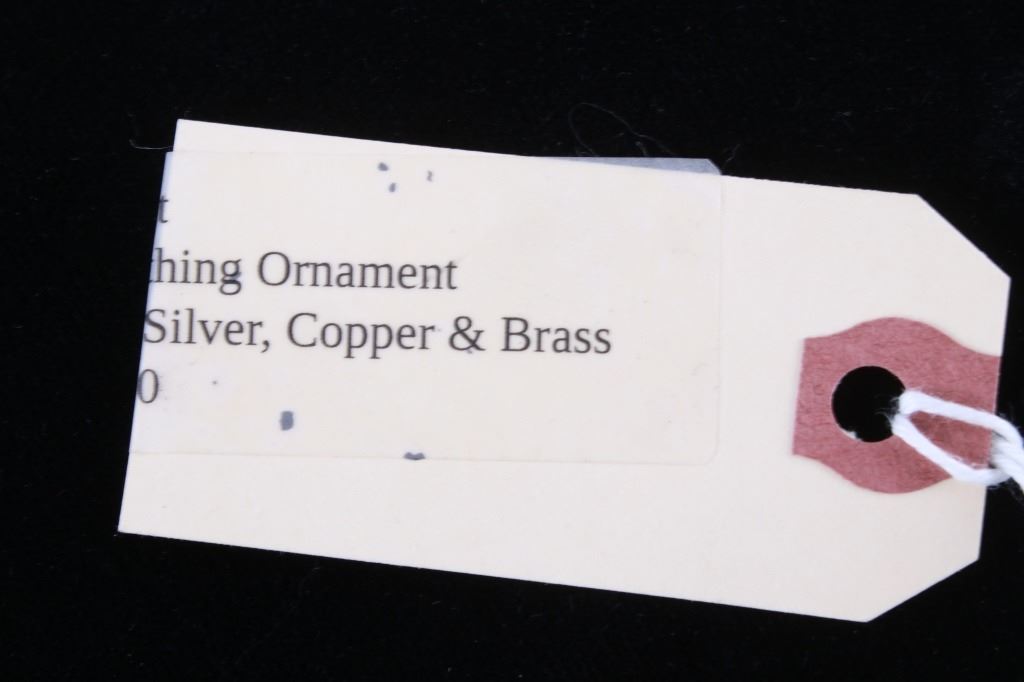 t
hing Ornament
Silver, Copper & Brass
0